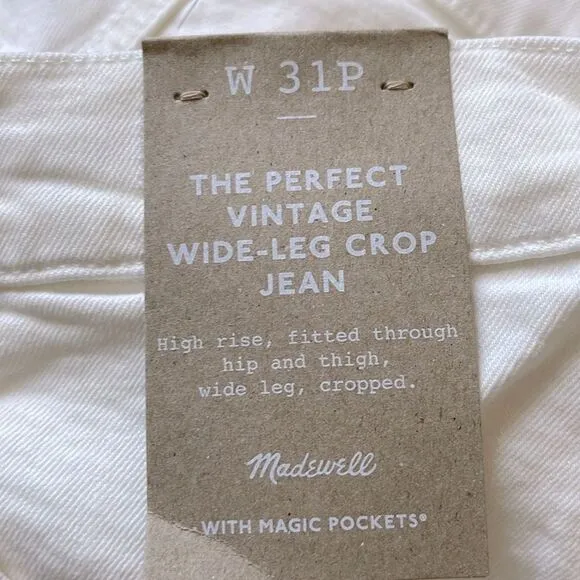 W 31P
THE PERFECT
VINTAGE
WIDE-LEG CROP
JEAN
High rise, fitted through
hip and thigh,
wide leg, cropped.
Madewell
WITH MAGIC POCKETS®